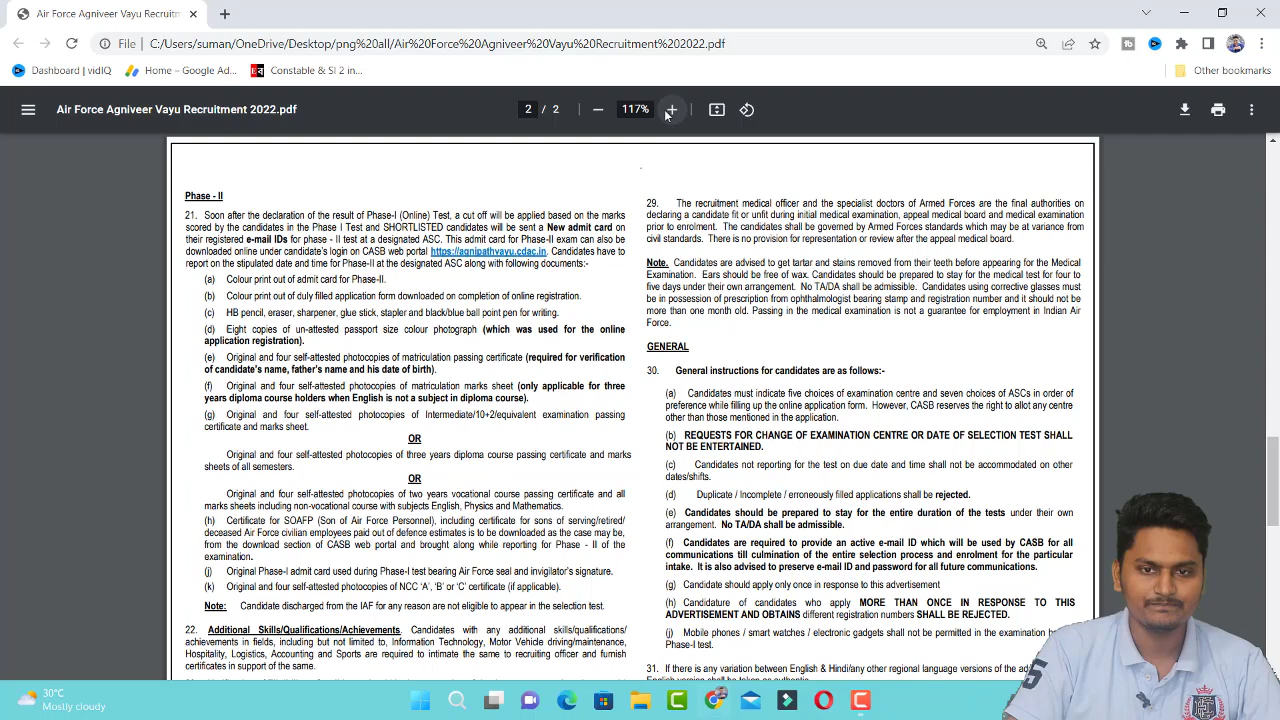 Air Force Agniveer Vayu Recruitm
File C:/Users/suman/OneDrive/Desktop/png%20all/Air%20Force%20Agniveer%20Vayu%20Recruitment%202022.pdf
Dashboard | vidIQ Home – Google Ad... Constable & SI 2 in... Other bookmarks
Air Force Agniveer Vayu Recruitment 2022.pdf 2 / 2 117%
Phase - II
21. Soon after the declaration of the result of Phase-I (Online) Test, a cut off will be applied based on the marks
scored by the candidates in the Phase I Test and SHORTLISTED candidates will be sent a New admit card on
their registered e-mail IDs for phase - II test at a designated ASC. This admit card for Phase-II exam can also be
downloaded online under candidate's login on CASB web portal https://agnipathvayu.cdac.in. Candidates have to
report on the stipulated date and time for Phase-II at the designated ASC along with following documents:-
(a) Colour print out of admit card for Phase-II.
(b) Colour print out of duly filled application form downloaded on completion of online registration.
(c) HB pencil, eraser, sharpener, glue stick, stapler and black/blue ball point pen for writing.
(d) Eight copies of un-attested passport size colour photograph (which was used for the online
application registration).
(e) Original and four self-attested photocopies of matriculation passing certificate (required for verification
of candidate's name, father's name and his date of birth).
(f) Original and four self-attested photocopies of matriculation marks sheet (only applicable for three
years diploma course holders when English is not a subject in diploma course).
(g) Original and four self-attested photocopies of Intermediate/10+2/equivalent examination passing
certificate and marks sheet.
OR
Original and four self-attested photocopies of three years diploma course passing certificate and marks
sheets of all semesters.
OR
Original and four self-attested photocopies of two years vocational course passing certificate and all
marks sheets including non-vocational course with subjects English, Physics and Mathematics.
(h) Certificate for SOAFP (Son of Air Force Personnel), including certificate for sons of serving/retired/
deceased Air Force civilian employees paid out of defence estimates is to be downloaded as the case may be,
from the download section of CASB web portal and brought along while reporting for Phase - II of the
examination.
(j) Original Phase-I admit card used during Phase-I test bearing Air Force seal and invigilator's signature.
(k) Original and four self-attested photocopies of NCC 'A', 'B' or 'C' certificate (if applicable).
Note: Candidate discharged from the IAF for any reason are not eligible to appear in the selection test.
22. Additional Skills/Qualifications/Achievements. Candidates with any additional skills/qualifications/
achievements in fields, including but not limited to, Information Technology, Motor Vehicle driving/maintenance,
Hospitality, Logistics, Accounting and Sports are required to intimate the same to recruiting officer and furnish
certificates in support of the same.
29. The recruitment medical officer and the specialist doctors of Armed Forces are the final authorities on
declaring a candidate fit or unfit during initial medical examination, appeal medical board and medical examination
prior to enrolment. The candidates shall be governed by Armed Forces standards which may be at variance from
civil standards. There is no provision for representation or review after the appeal medical board.
Note. Candidates are advised to get tartar and stains removed from their teeth before appearing for the Medical
Examination. Ears should be free of wax. Candidates should be prepared to stay for the medical test for four to
five days under their own arrangement. No TA/DA shall be admissible. Candidates using corrective glasses must
be in possession of prescription from ophthalmologist bearing stamp and registration number and it should not be
more than one month old. Passing in the medical examination is not a guarantee for employment in Indian Air
Force.
GENERAL
30. General instructions for candidates are as follows:-
(a) Candidates must indicate five choices of examination centre and seven choices of ASCs in order of
preference while filling up the online application form. However, CASB reserves the right to allot any centre
other than those mentioned in the application.
(b) REQUESTS FOR CHANGE OF EXAMINATION CENTRE OR DATE OF SELECTION TEST SHALL
NOT BE ENTERTAINED.
(c) Candidates not reporting for the test on due date and time shall not be accommodated on other
dates/shifts.
(d) Duplicate / Incomplete / erroneously filled applications shall be rejected.
(e) Candidates should be prepared to stay for the entire duration of the tests under their own
arrangement. No TA/DA shall be admissible.
(f) Candidates are required to provide an active e-mail ID which will be used by CASB for all
communications till culmination of the entire selection process and enrolment for the particular
intake. It is also advised to preserve e-mail ID and password for all future communications.
(g) Candidate should apply only once in response to this advertisement
(h) Candidature of candidates who apply MORE THAN ONCE IN RESPONSE TO THIS
ADVERTISEMENT AND OBTAINS different registration numbers SHALL BE REJECTED.
(j) Mobile phones / smart watches / electronic gadgets shall not be permitted in the examination
Phase-I test.
31. If there is any variation between English & Hindi/any other regional language versions of the
30°C
Mostly cloudy